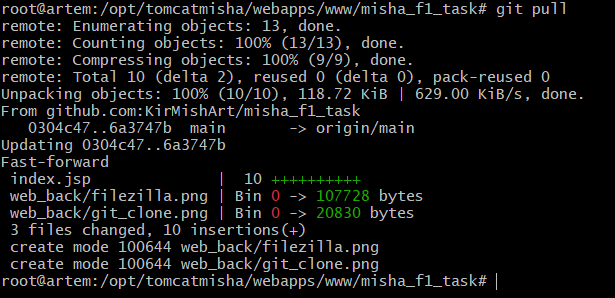 root@artem:/opt/tomcatmisha/webapps/www/misha_f1_task# git pull
remote: Enumerating objects: 13, done.
remote: Counting objects: 100% (13/13), done.
remote: Compressing objects: 100% (9/9), done.
remote: Total 10 (delta 2), reused 0 (delta 0), pack-reused 0
Unpacking objects: 100% (10/10), 118.72 KiB | 629.00 KiB/s, done.
From github.com:KirMishArt/misha_f1_task
   0304c47..6a3747b  main       -> origin/main
Updating 0304c47..6a3747b
Fast-forward
 index.jsp              |  10 ++++++++++
 web_back/filezilla.png | Bin 0 -> 107728 bytes
 web_back/git_clone.png | Bin 0 -> 20830 bytes
 3 files changed, 10 insertions(+)
 create mode 100644 web_back/filezilla.png
 create mode 100644 web_back/git_clone.png
root@artem:/opt/tomcatmisha/webapps/www/misha_f1_task#